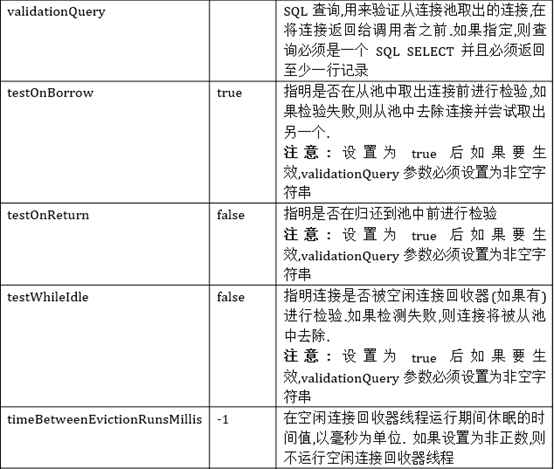 validationQuery
SQL 查询,用来验证从连接池取出的连接,在
将连接返回给调用者之前.如果指定,则查
询必须是一个 SQL SELECT 并且必须返回
至少一行记录
testOnBorrow true 指明是否在从池中取出连接前进行检验,如
果检验失败,则从池中去除连接并尝试取出
另一个.
注意: 设置为 true 后如果要生
效,validationQuery 参数必须设置为非空字
符串
testOnReturn false 指明是否在归还到池中前进行检验
注意: 设置为 true 后如果要生
效,validationQuery 参数必须设置为非空字
符串
testWhileIdle false 指明连接是否被空闲连接回收器(如果有)
进行检验.如果检测失败,则连接将被从池
中去除.
注意: 设置为 true 后如果要生
效,validationQuery 参数必须设置为非空字
符串
timeBetweenEvictionRunsMillis -1 在空闲连接回收器线程运行期间休眠的时
间值,以毫秒为单位. 如果设置为非正数,则
不运行空闲连接回收器线程